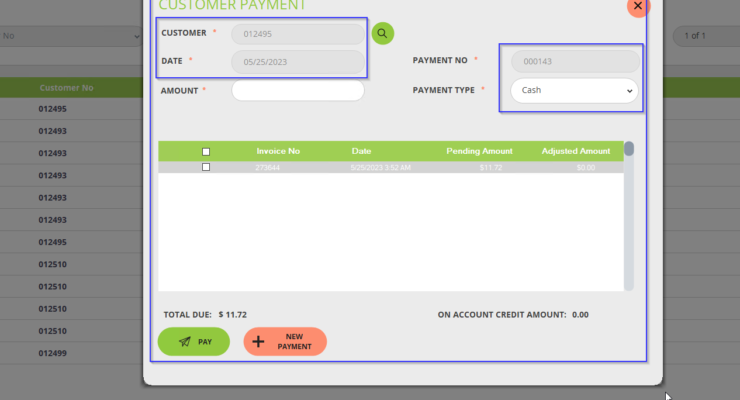 CUSTOMER PAYMENT
No
1 of 1
CUSTOMER * 012495
DATE * 05/25/2023
PAYMENT NO * 000143
AMOUNT *
PAYMENT TYPE * Cash
Customer No
012495
012493
012493
012493
012493
012493
012495
012510
012510
012510
012510
012499
Invoice No Date Pending Amount Adjusted Amount
273944 5/25/2023 3:52 AM $11.72 $0.00
TOTAL DUE: $ 11.72
ON ACCOUNT CREDIT AMOUNT: 0.00
PAY
NEW
PAYMENT